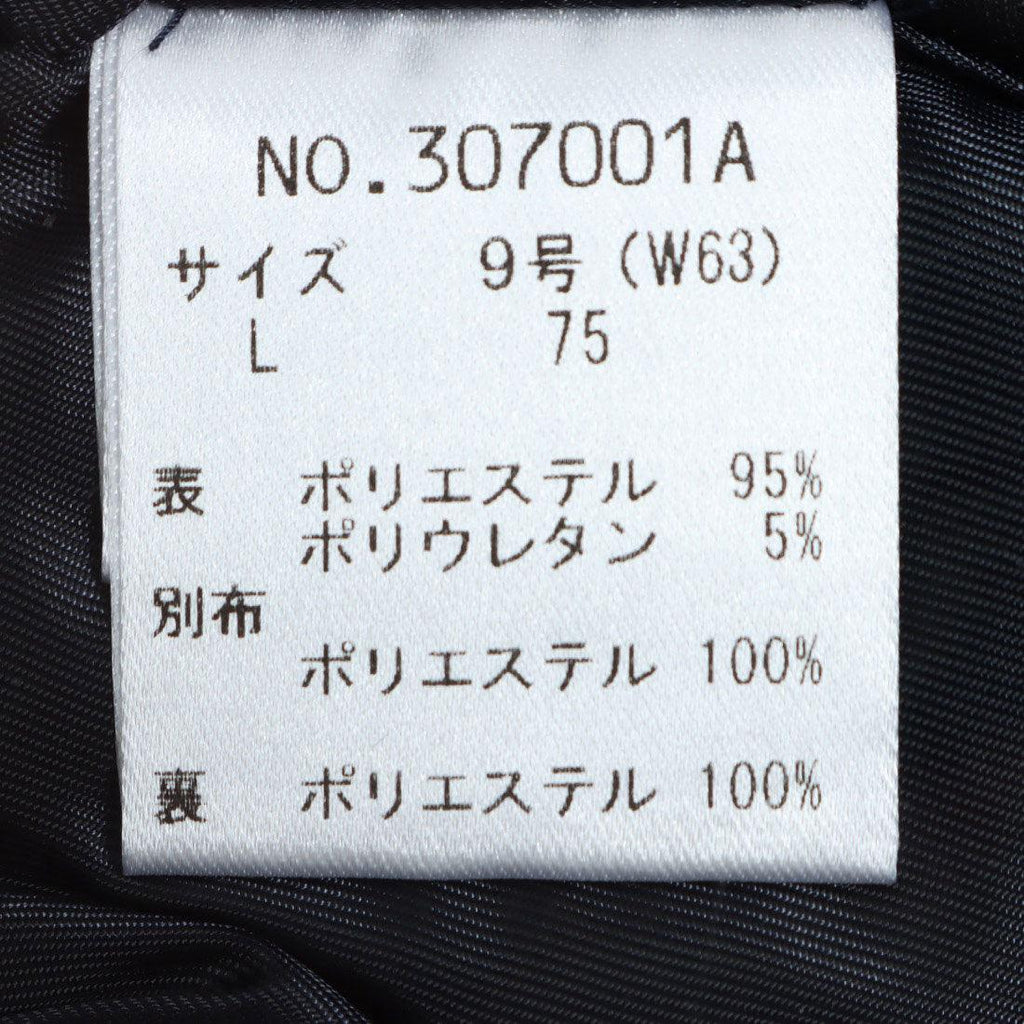 NO.307001A
サイズ 9号(W63)
L 75
表 ポリエステル 95%
ポリウレタン 5%
別布
ポリエステル 100%
裏 ポリエステル 100%